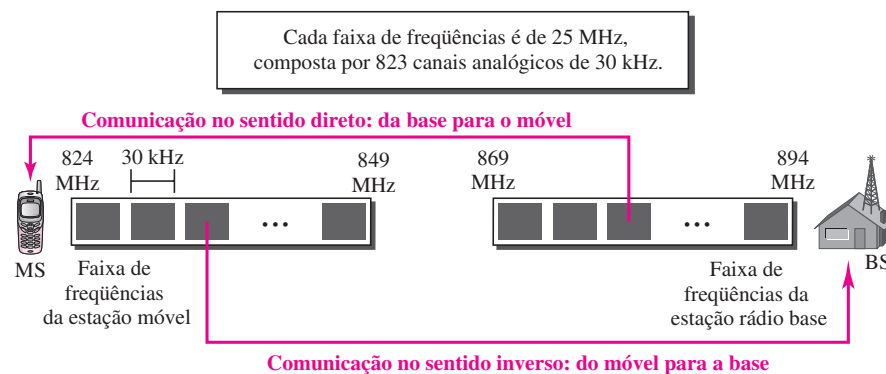 Cada faixa de freqüências é de 25 MHz,
composta por 823 canais analógicos de 30 kHz.
Comunicação no sentido direto: da base para o móvel
824
MHz
30 kHz
849
MHz
869
MHz
894
MHz
...
...
MS
BS
Faixa de
freqüências
da estação móvel
Faixa de
freqüências da
estação rádio base
Comunicação no sentido inverso: do móvel para a base